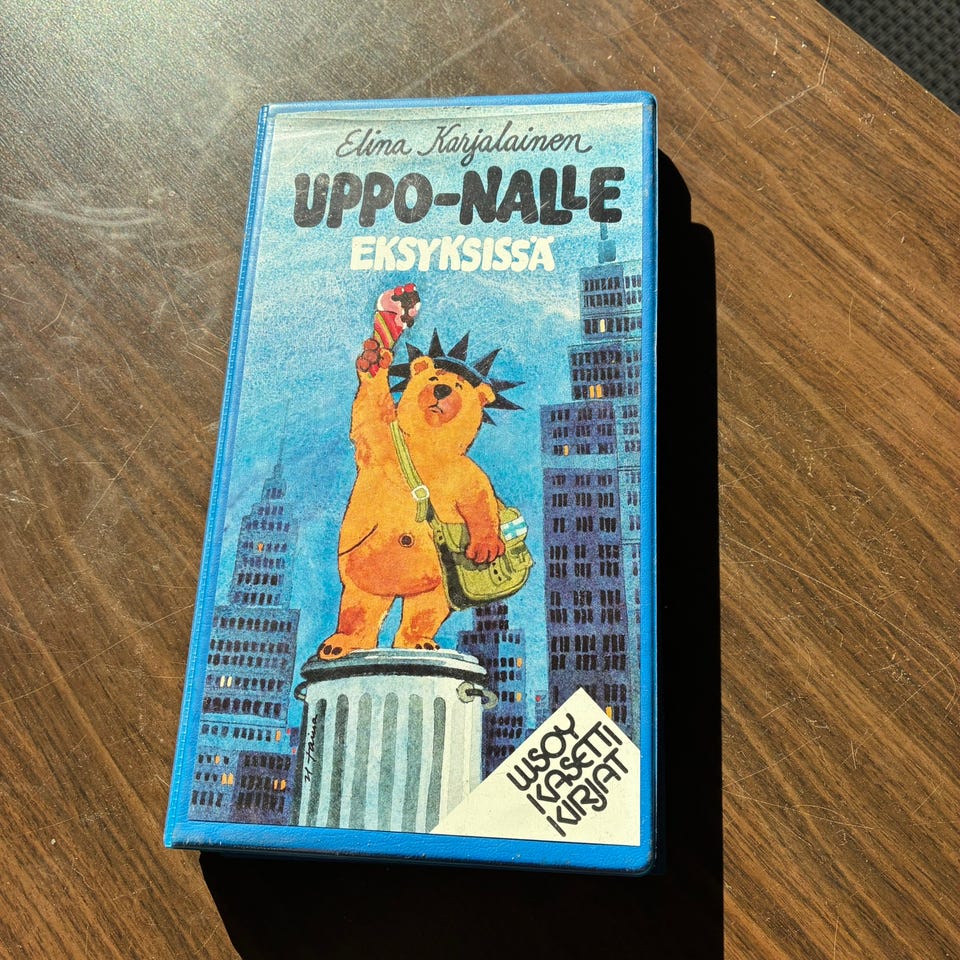 Elina Karjalainen
UPPO-NALLE
EKSYKSISSÄ
WSOY
KASETTI
KIRJAT